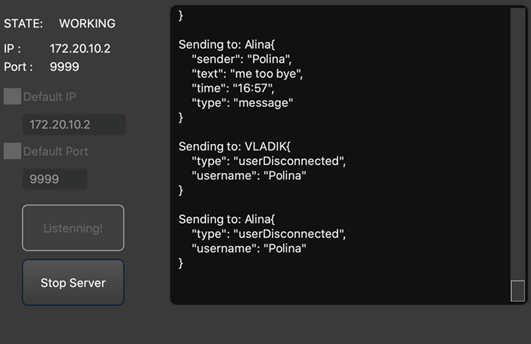 STATE: WORKING
IP : 172.20.10.2
Port : 9999
Default IP
172.20.10.2
Default Port
9999
Listenning!
Stop Server
}
Sending to: Alina{
"sender": "Polina",
"text": "me too bye",
"time": "16:57",
"type": "message"
}
Sending to: VLADIK{
"type": "userDisconnected",
"username": "Polina"
}
Sending to: Alina{
"type": "userDisconnected",
"username": "Polina"
}